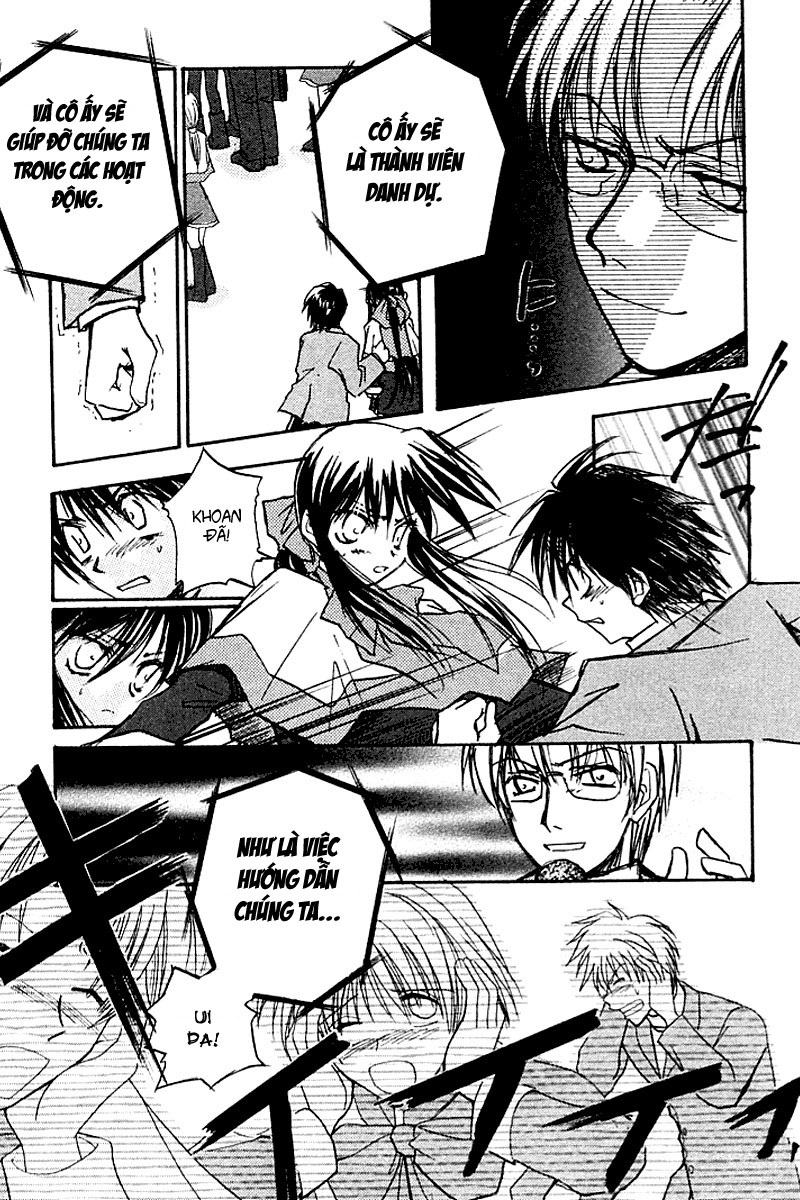 CÔ ẤY SẼ
LÀ THÀNH VIÊN
DANH DỰ.
VÀ CÔ ẤY SẼ
GIÚP ĐỠ CHÚNG TA
TRONG CÁC HOẠT
ĐỘNG.
KHOAN
ĐÃ!
NHƯ LÀ VIỆC
HƯỚNG DẪN
CHÚNG TA...
UI
DA!